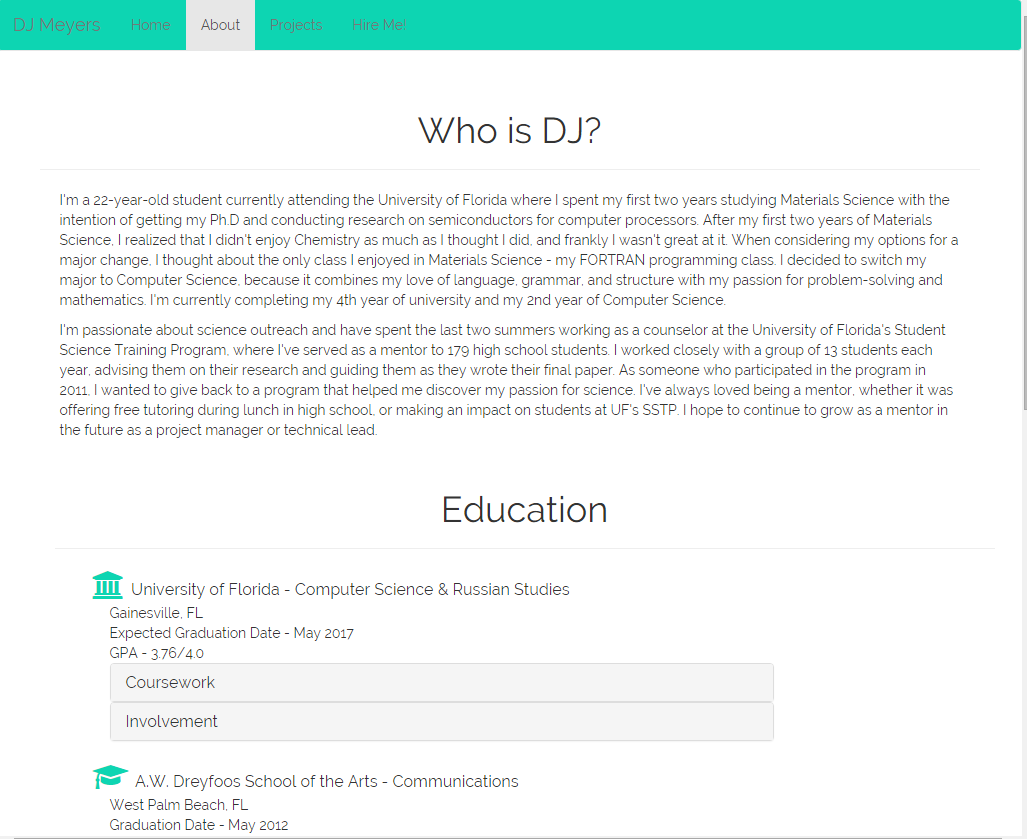 DJ Meyers Home About Projects Hire Me!
Who is DJ?
I'm a 22-year-old student currently attending the University of Florida where I spent my first two years studying Materials Science with the
intention of getting my Ph.D and conducting research on semiconductors for computer processors. After my first two years of Materials
Science, I realized that I didn't enjoy Chemistry as much as I thought I did, and frankly I wasn't great at it. When considering my options for a
major change, I thought about the only class I enjoyed in Materials Science - my FORTRAN programming class. I decided to switch my
major to Computer Science, because it combines my love of language, grammar, and structure with my passion for problem-solving and
mathematics. I'm currently completing my 4th year of university and my 2nd year of Computer Science.
I'm passionate about science outreach and have spent the last two summers working as a counselor at the University of Florida's Student
Science Training Program, where I've served as a mentor to 179 high school students. I worked closely with a group of 13 students each
year, advising them on their research and guiding them as they wrote their final paper. As someone who participated in the program in
2011, I wanted to give back to a program that helped me discover my passion for science. I've always loved being a mentor, whether it was
offering free tutoring during lunch in high school, or making an impact on students at UF's SSTP. I hope to continue to grow as a mentor in
the future as a project manager or technical lead.
Education
University of Florida - Computer Science & Russian Studies
Gainesville, FL
Expected Graduation Date - May 2017
GPA - 3.76/4.0
Coursework
Involvement
A.W. Dreyfoos School of the Arts - Communications
West Palm Beach, FL
Graduation Date - May 2012